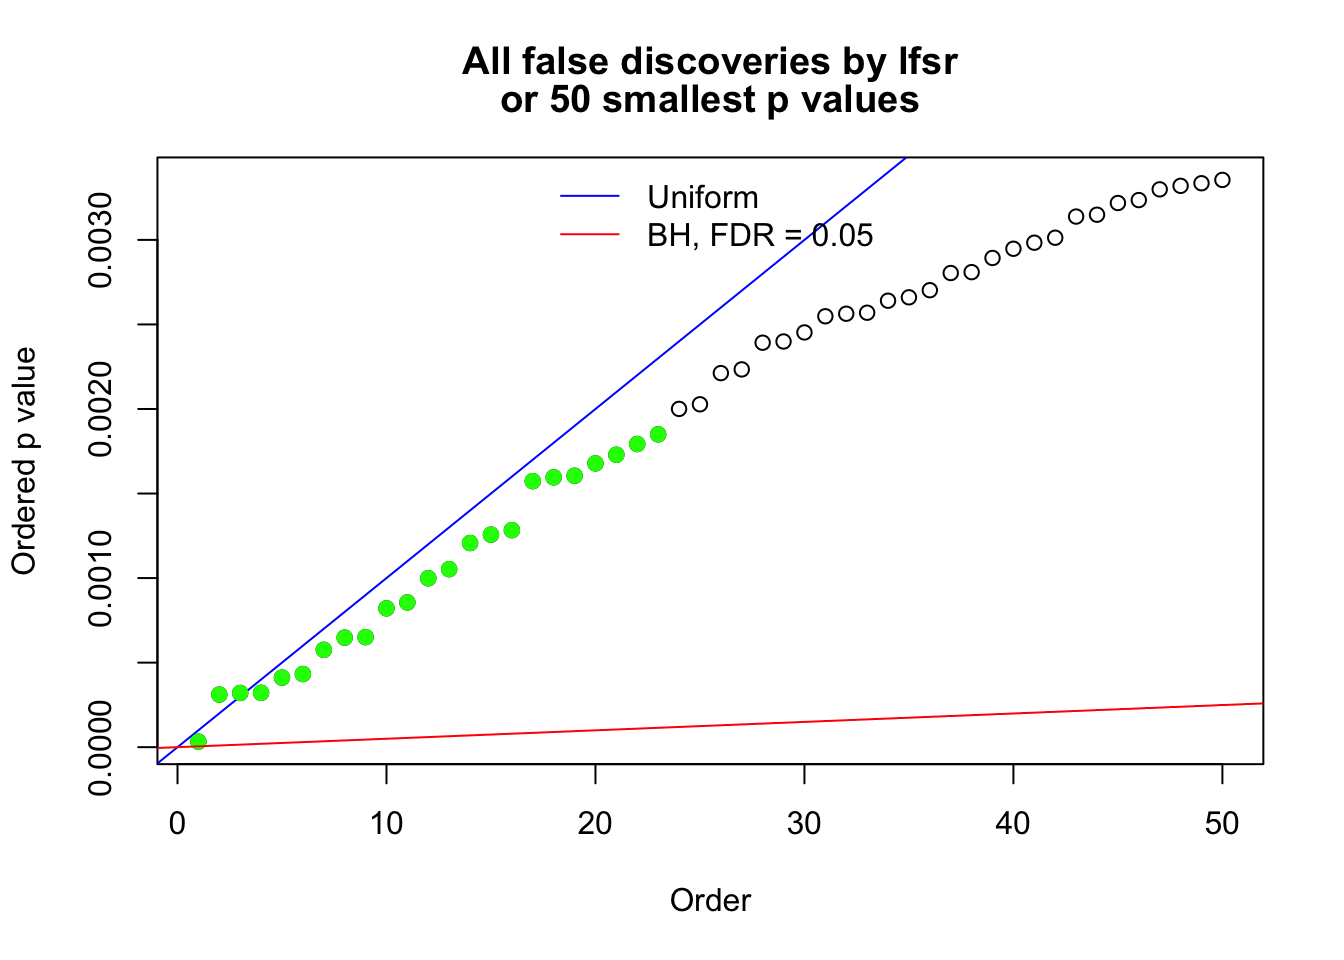 All false discoveries by lfsr
or 50 smallest p values
Uniform
BH, FDR = 0.05
Ordered p value
0.0000
0.0010
0.0020
0.0030
0
10
20
30
40
50
Order